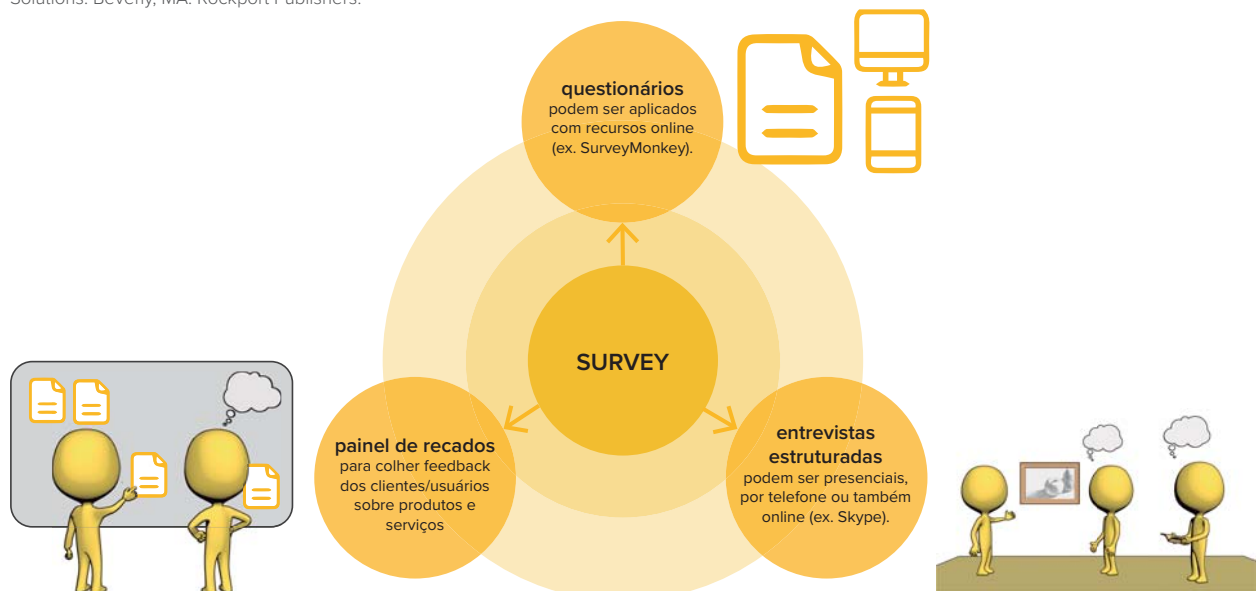 Solutions. Beverly, MA: Rockport Publishers.
questionários
podem ser aplicados
com recursos online
(ex. SurveyMonkey).
SURVEY
painel de recados
para colher feedback
dos clientes/usuários
sobre produtos e
serviços
entrevistas
estruturadas
podem ser presenciais,
por telefone ou também
online (ex. Skype).